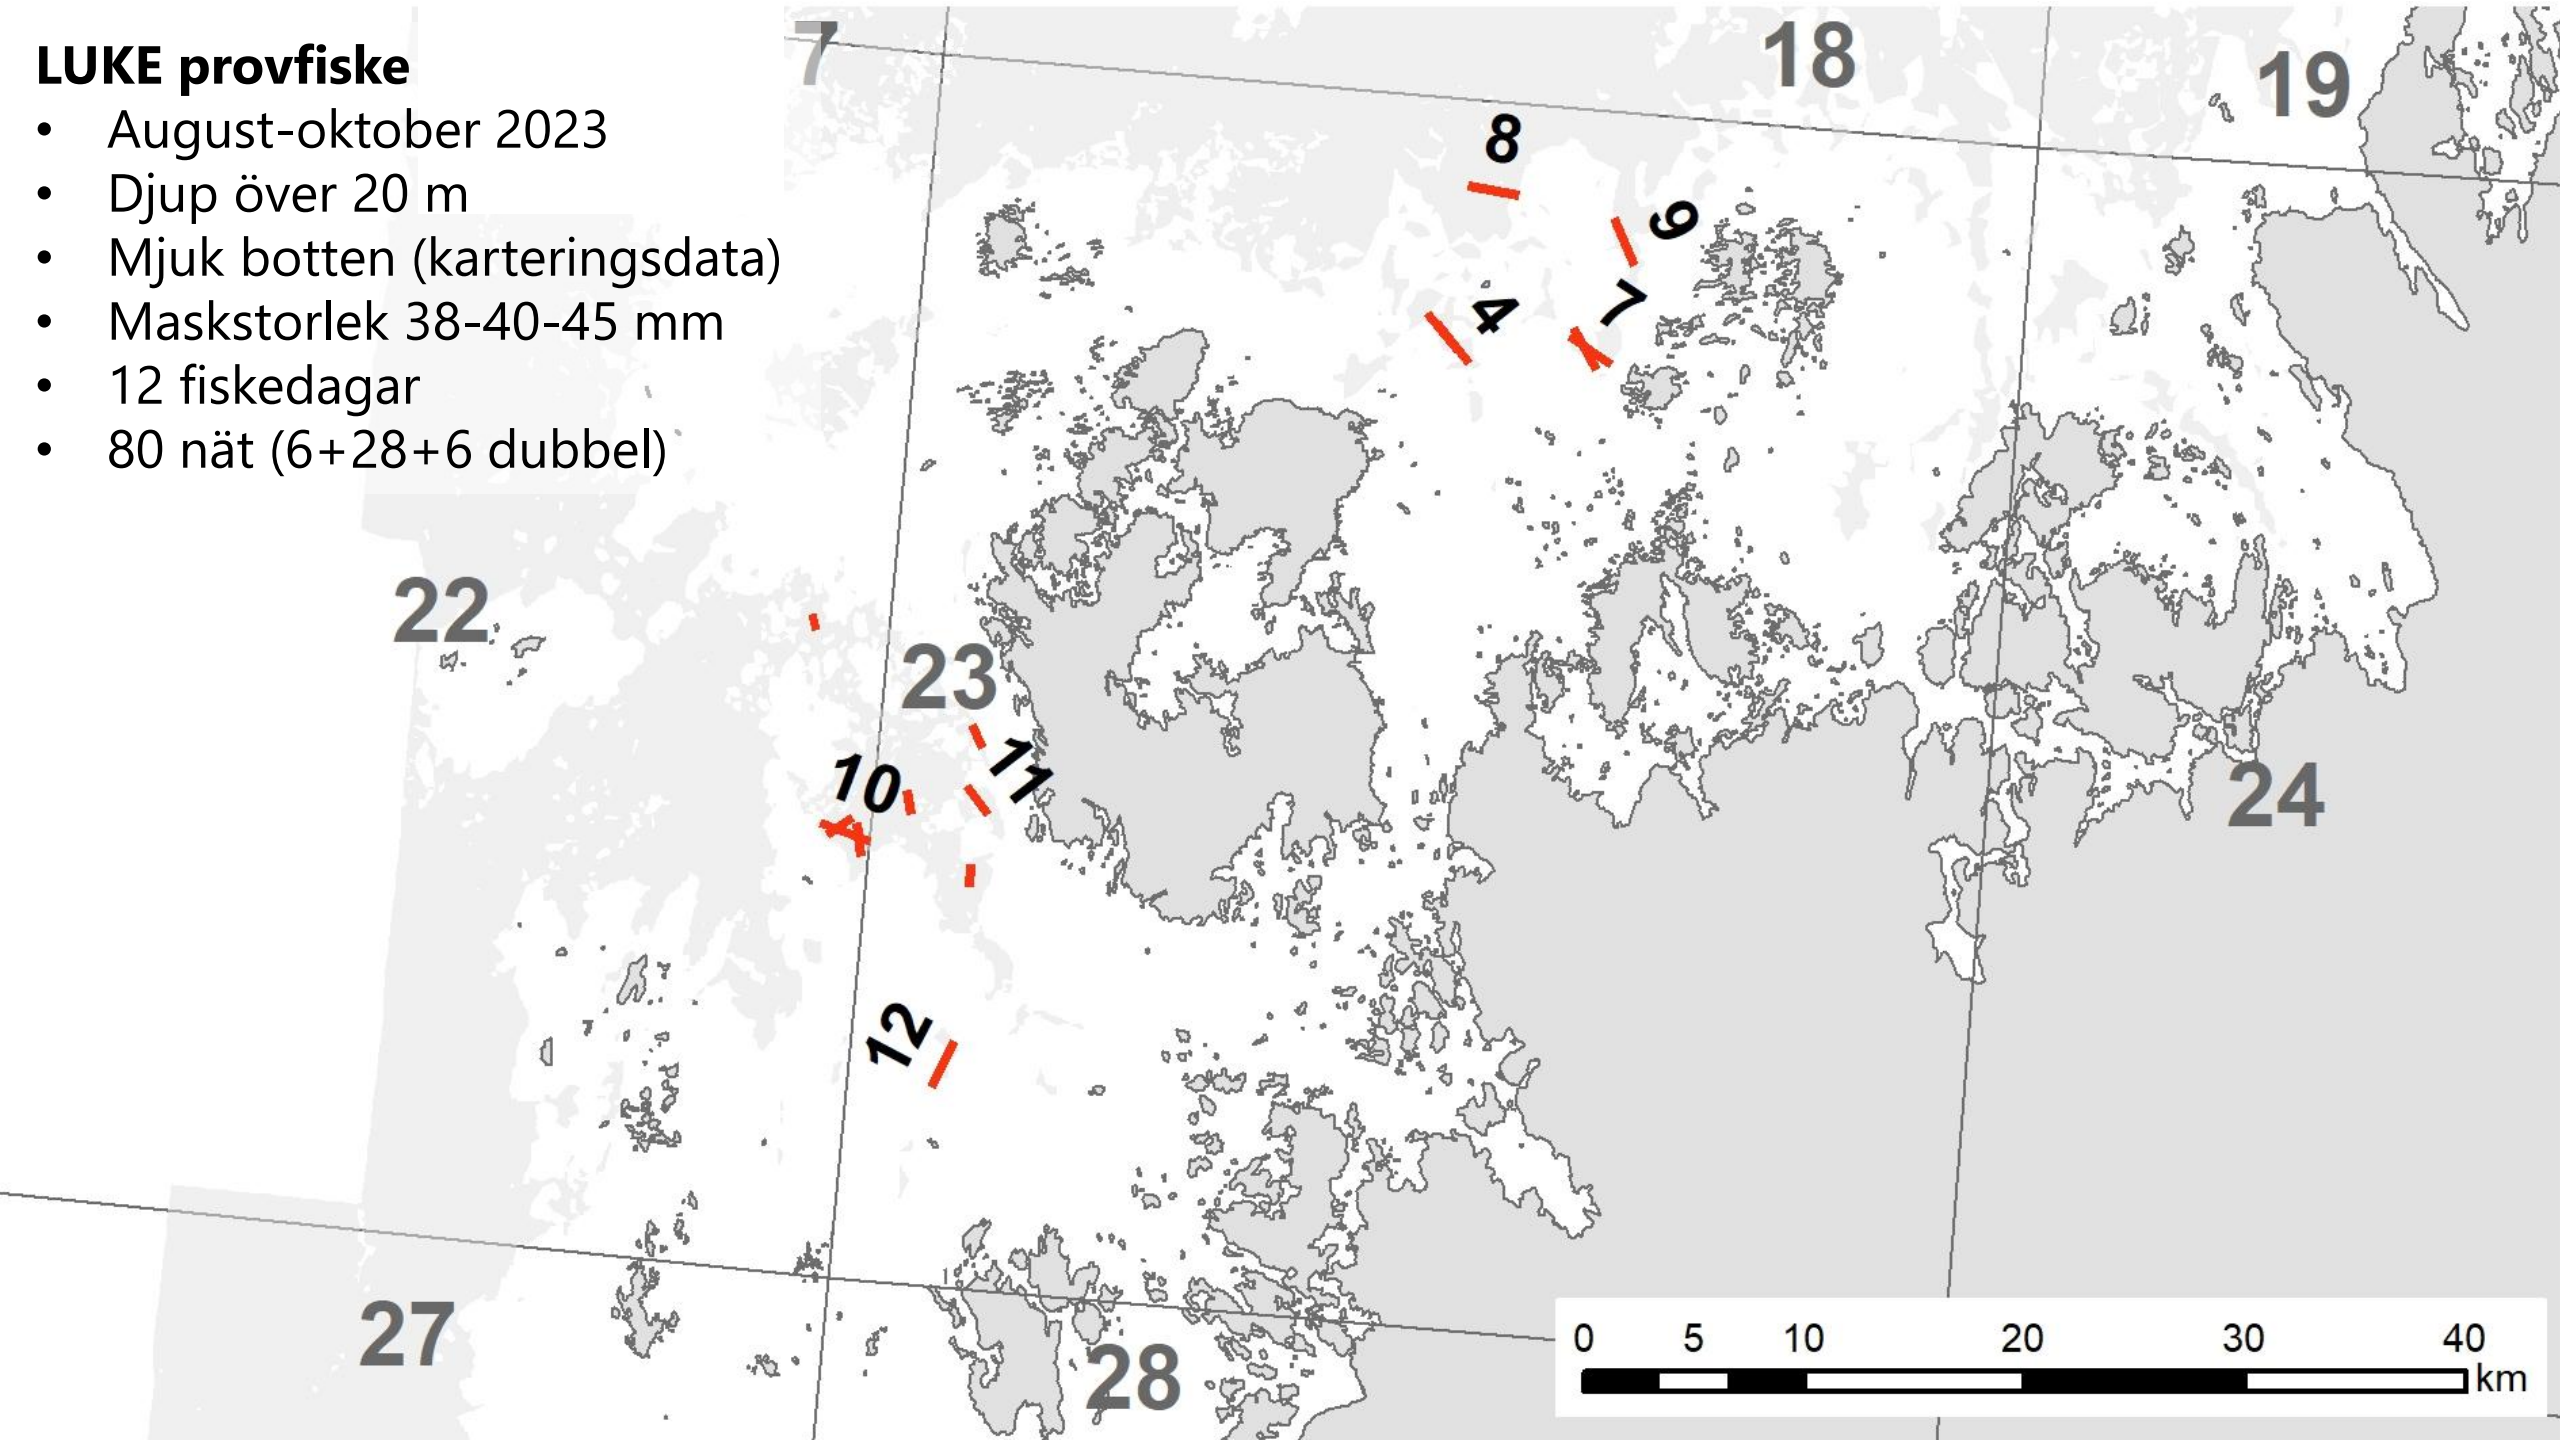 LUKE provfiske
• August-oktober 2023
• Djup över 20 m
• Mjuk botten (karteringsdata)
• Maskstorlek 38-40-45 mm
• 12 fiskedagar
• 80 nät (6+28+6 dubbel)
7
18
19
8
9
4
7
22
23
11
10
24
12
27
28
0 5 10 20 30 40
km